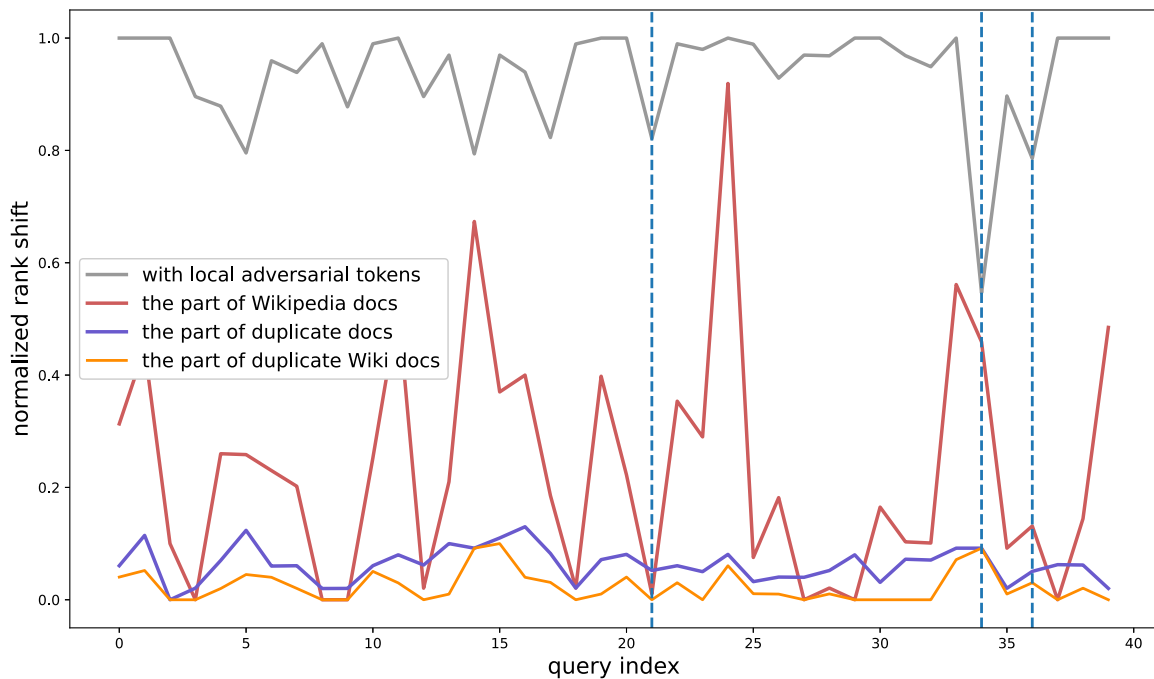 1.0
0.8
0.6
0.4
0.2
0.0
normalized rank shift
with local adversarial tokens
the part of Wikipedia docs
the part of duplicate docs
the part of duplicate Wiki docs
0 5 10 15 20 25 30 35 40
query index